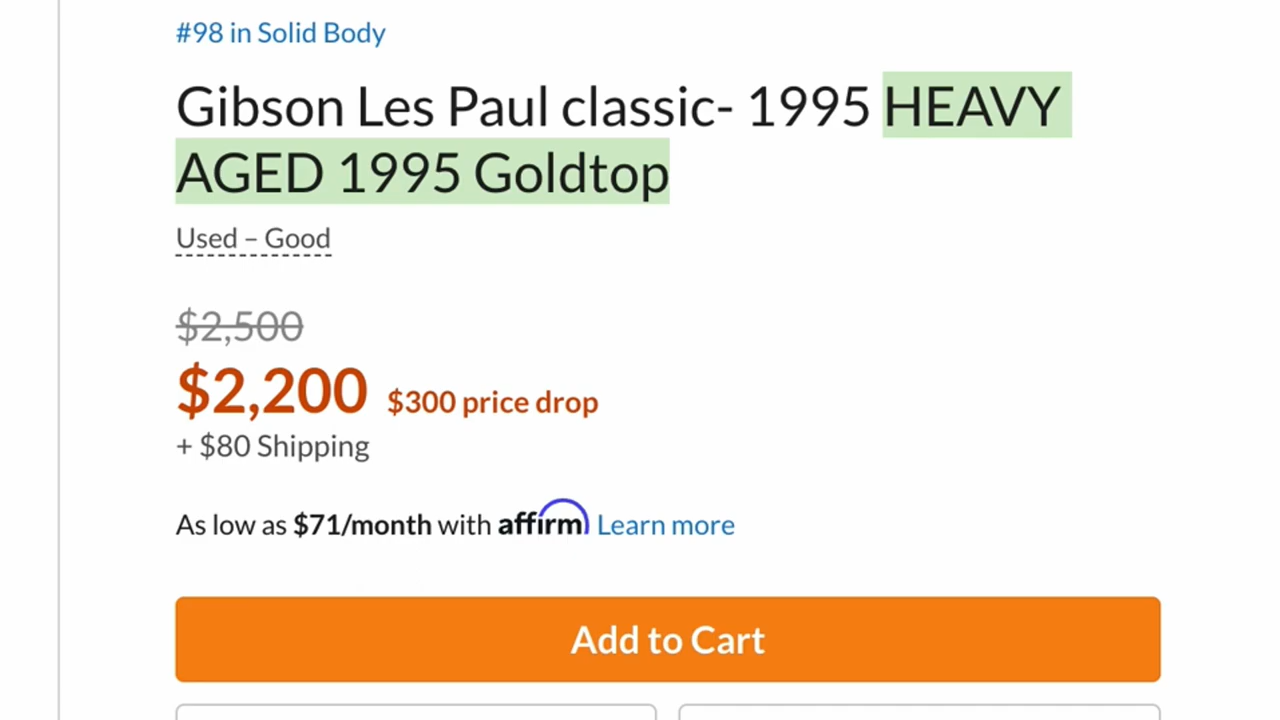 #98 in Solid Body
Gibson Les Paul classic- 1995 HEAVY
AGED 1995 Goldtop
Used – Good
$2,500
$2,200 $300 price drop
+ $80 Shipping
As low as $71/month with affirm Learn more
Add to Cart